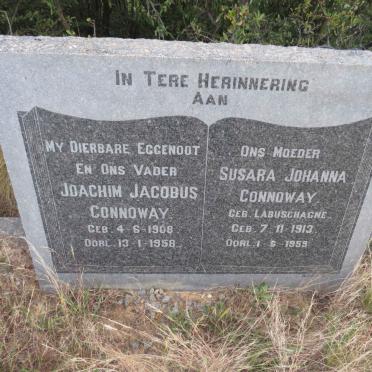 In Tere Herinnering
Aan
My Dierbare Eggenoot
En Ons Vader
Joachim Jacobus
Connoway
Geb. 4-6-1908
Oorl. 13-1-1958
Ons Moeder
Susara Johanna
Connoway
Geb. Labuschagne
Geb. 7-11-1913
Oorl. 1-6-1959